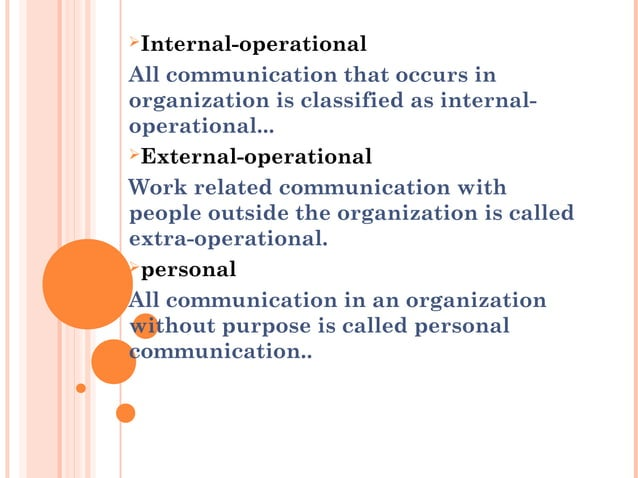 ➢Internal-operational
All communication that occurs in
organization is classified as internal-
operational...
➢External-operational
Work related communication with
people outside the organization is called
extra-operational.
➢personal
All communication in an organization
without purpose is called personal
communication..